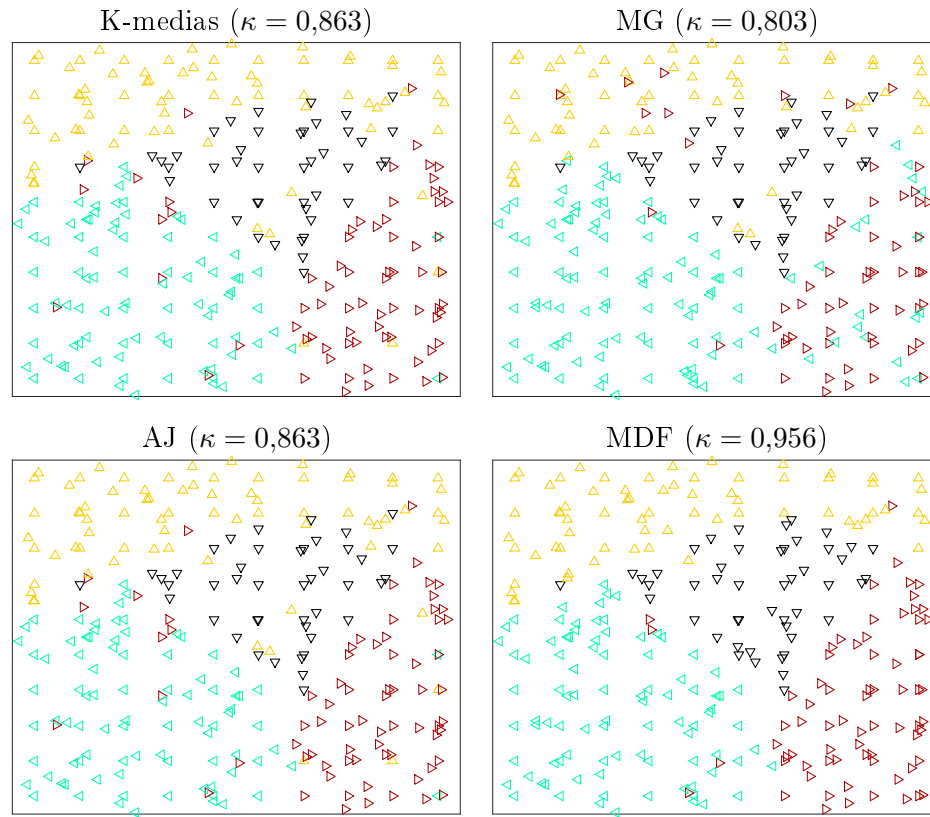 K-medias (κ = 0,863)
MG (κ = 0,803)
AJ (κ = 0,863)
MDF (κ = 0,956)